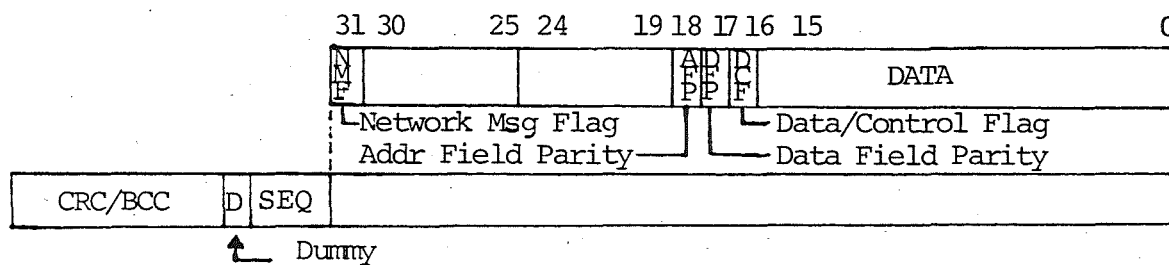 31 30 25 24 19 18 17 16 15 0
NMF AFP DFP DCF DATA
Network Msg Flag Data/Control Flag
Addr Field Parity Data Field Parity
CRC/BCC D SEQ
Dummy